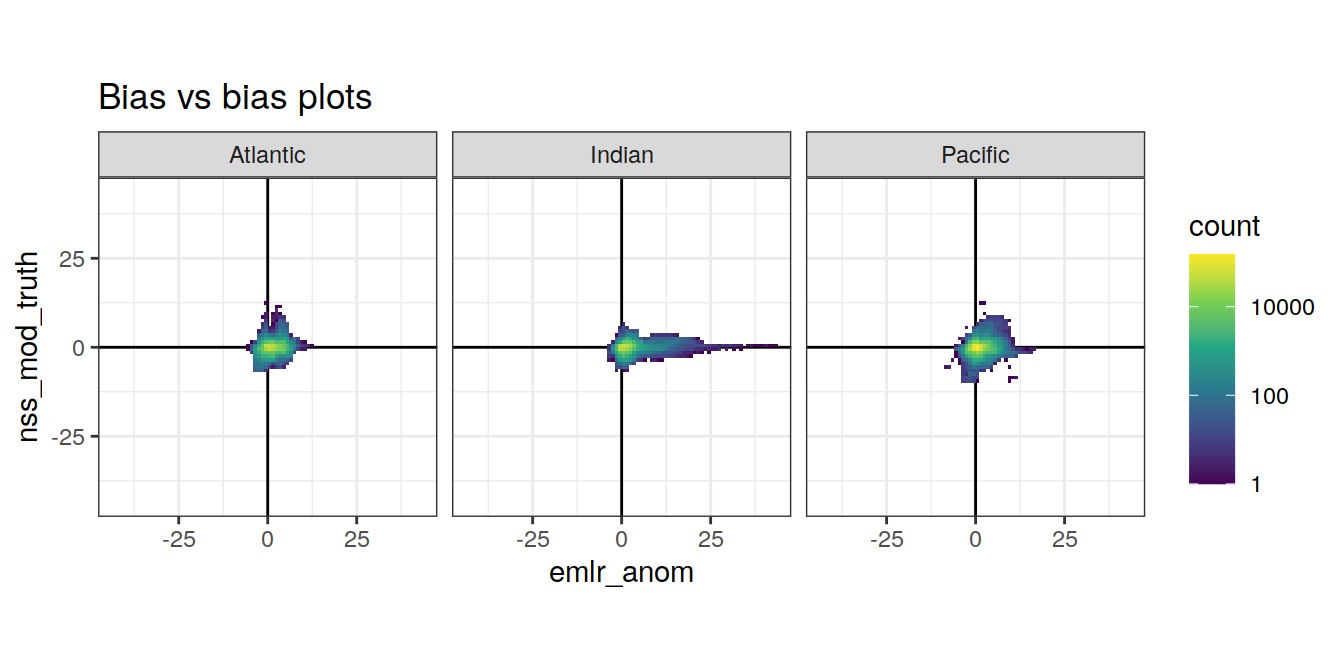 Bias vs bias plots
Atlantic
Indian
Pacific
nss_mod_truth
25
0
-25
-25 0 25
-25 0 25
-25 0 25
emlr_anom
count
10000
100
1